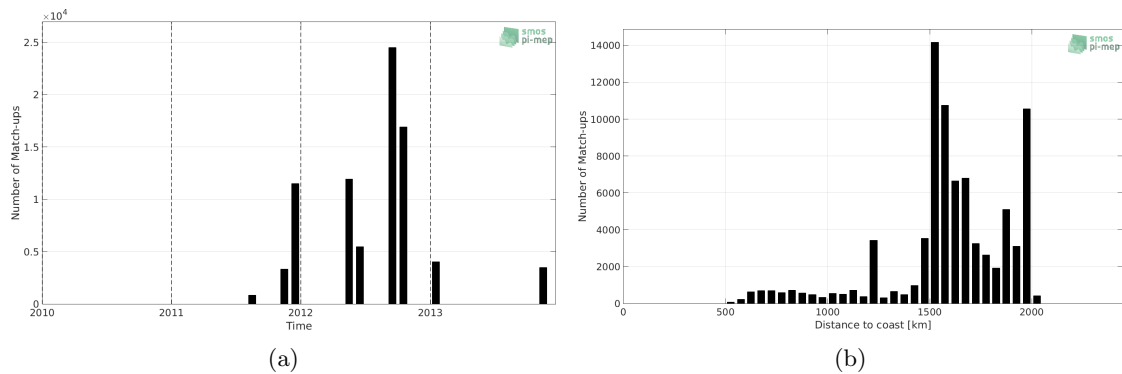 ×10⁴
smos
pi-mep
2.5
2
1.5
1
0.5
0
Number of Match-ups
2010
2011
2012
2013
Time
(a)
smos
pi-mep
14000
12000
10000
8000
6000
4000
2000
0
Number of Match-ups
0
500
1000
1500
2000
Distance to coast [km]
(b)